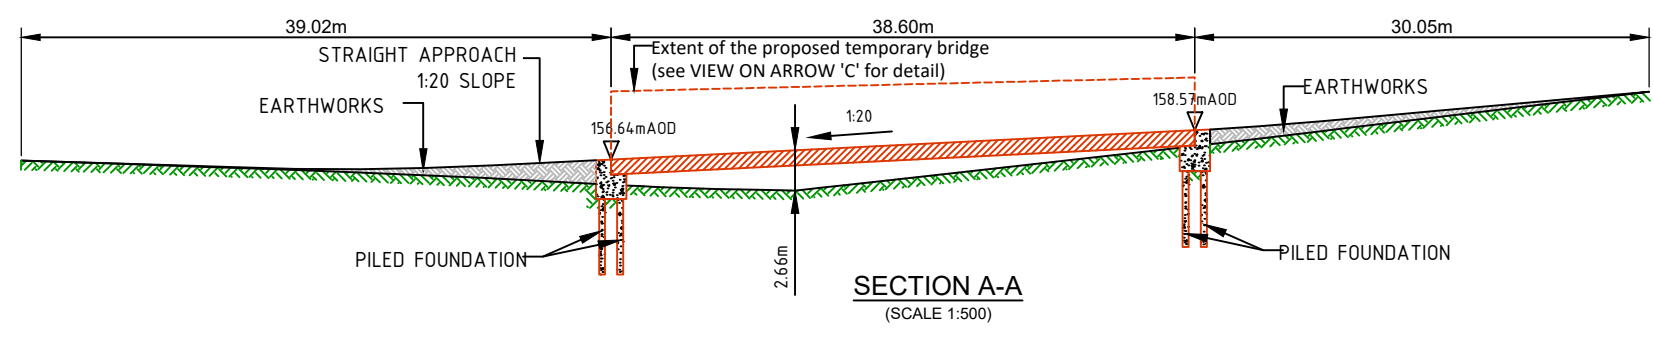 39.02m
38.60m
30.05m
STRAIGHT APPROACH
1:20 SLOPE
Extent of the proposed temporary bridge
(see VIEW ON ARROW 'C' for detail)
EARTHWORKS
EARTHWORKS
158.57mAOD
1:20
156.64mAOD
PILED FOUNDATION
2.66m
PILED FOUNDATION
SECTION A-A
(SCALE 1:500)